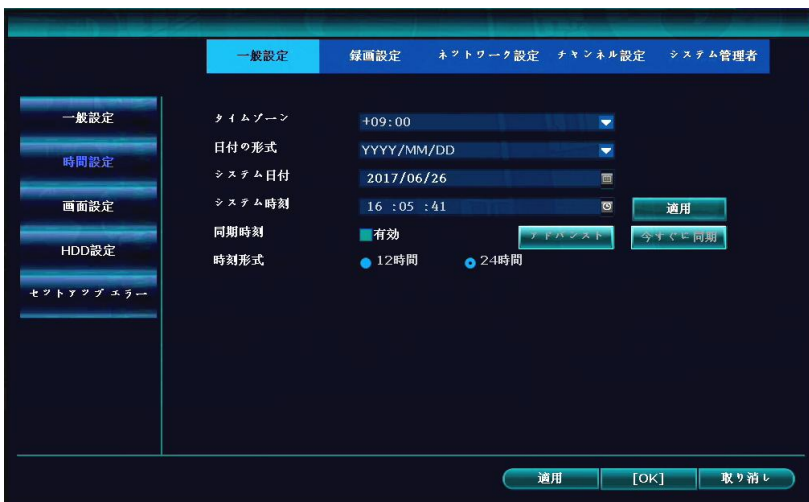 一般設定 録画設定 ネットワーク設定 チャンネル設定 システム管理者
一般設定
時間設定
画面設定
HDD設定
セットアップ エラー
タイムゾーン +09:00
日付の形式 YYYY/MM/DD
システム日付 2017/06/26
システム時刻 16 :05 :41 適用
同期時刻 有効 アドバンスト 今すぐに同期
時刻形式 12時間 24時間
適用 [OK] 取り消し